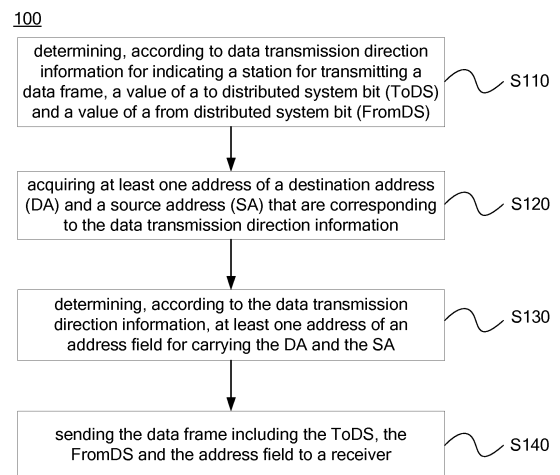 100
determining, according to data transmission direction
information for indicating a station for transmitting a
data frame, a value of a to distributed system bit (ToDS)
and a value of a from distributed system bit (FromDS)
S110
acquiring at least one address of a destination address
(DA) and a source address (SA) that are corresponding
to the data transmission direction information
S120
determining, according to the data transmission
direction information, at least one address of an
address field for carrying the DA and the SA
S130
sending the data frame including the ToDS, the
FromDS and the address field to a receiver
S140